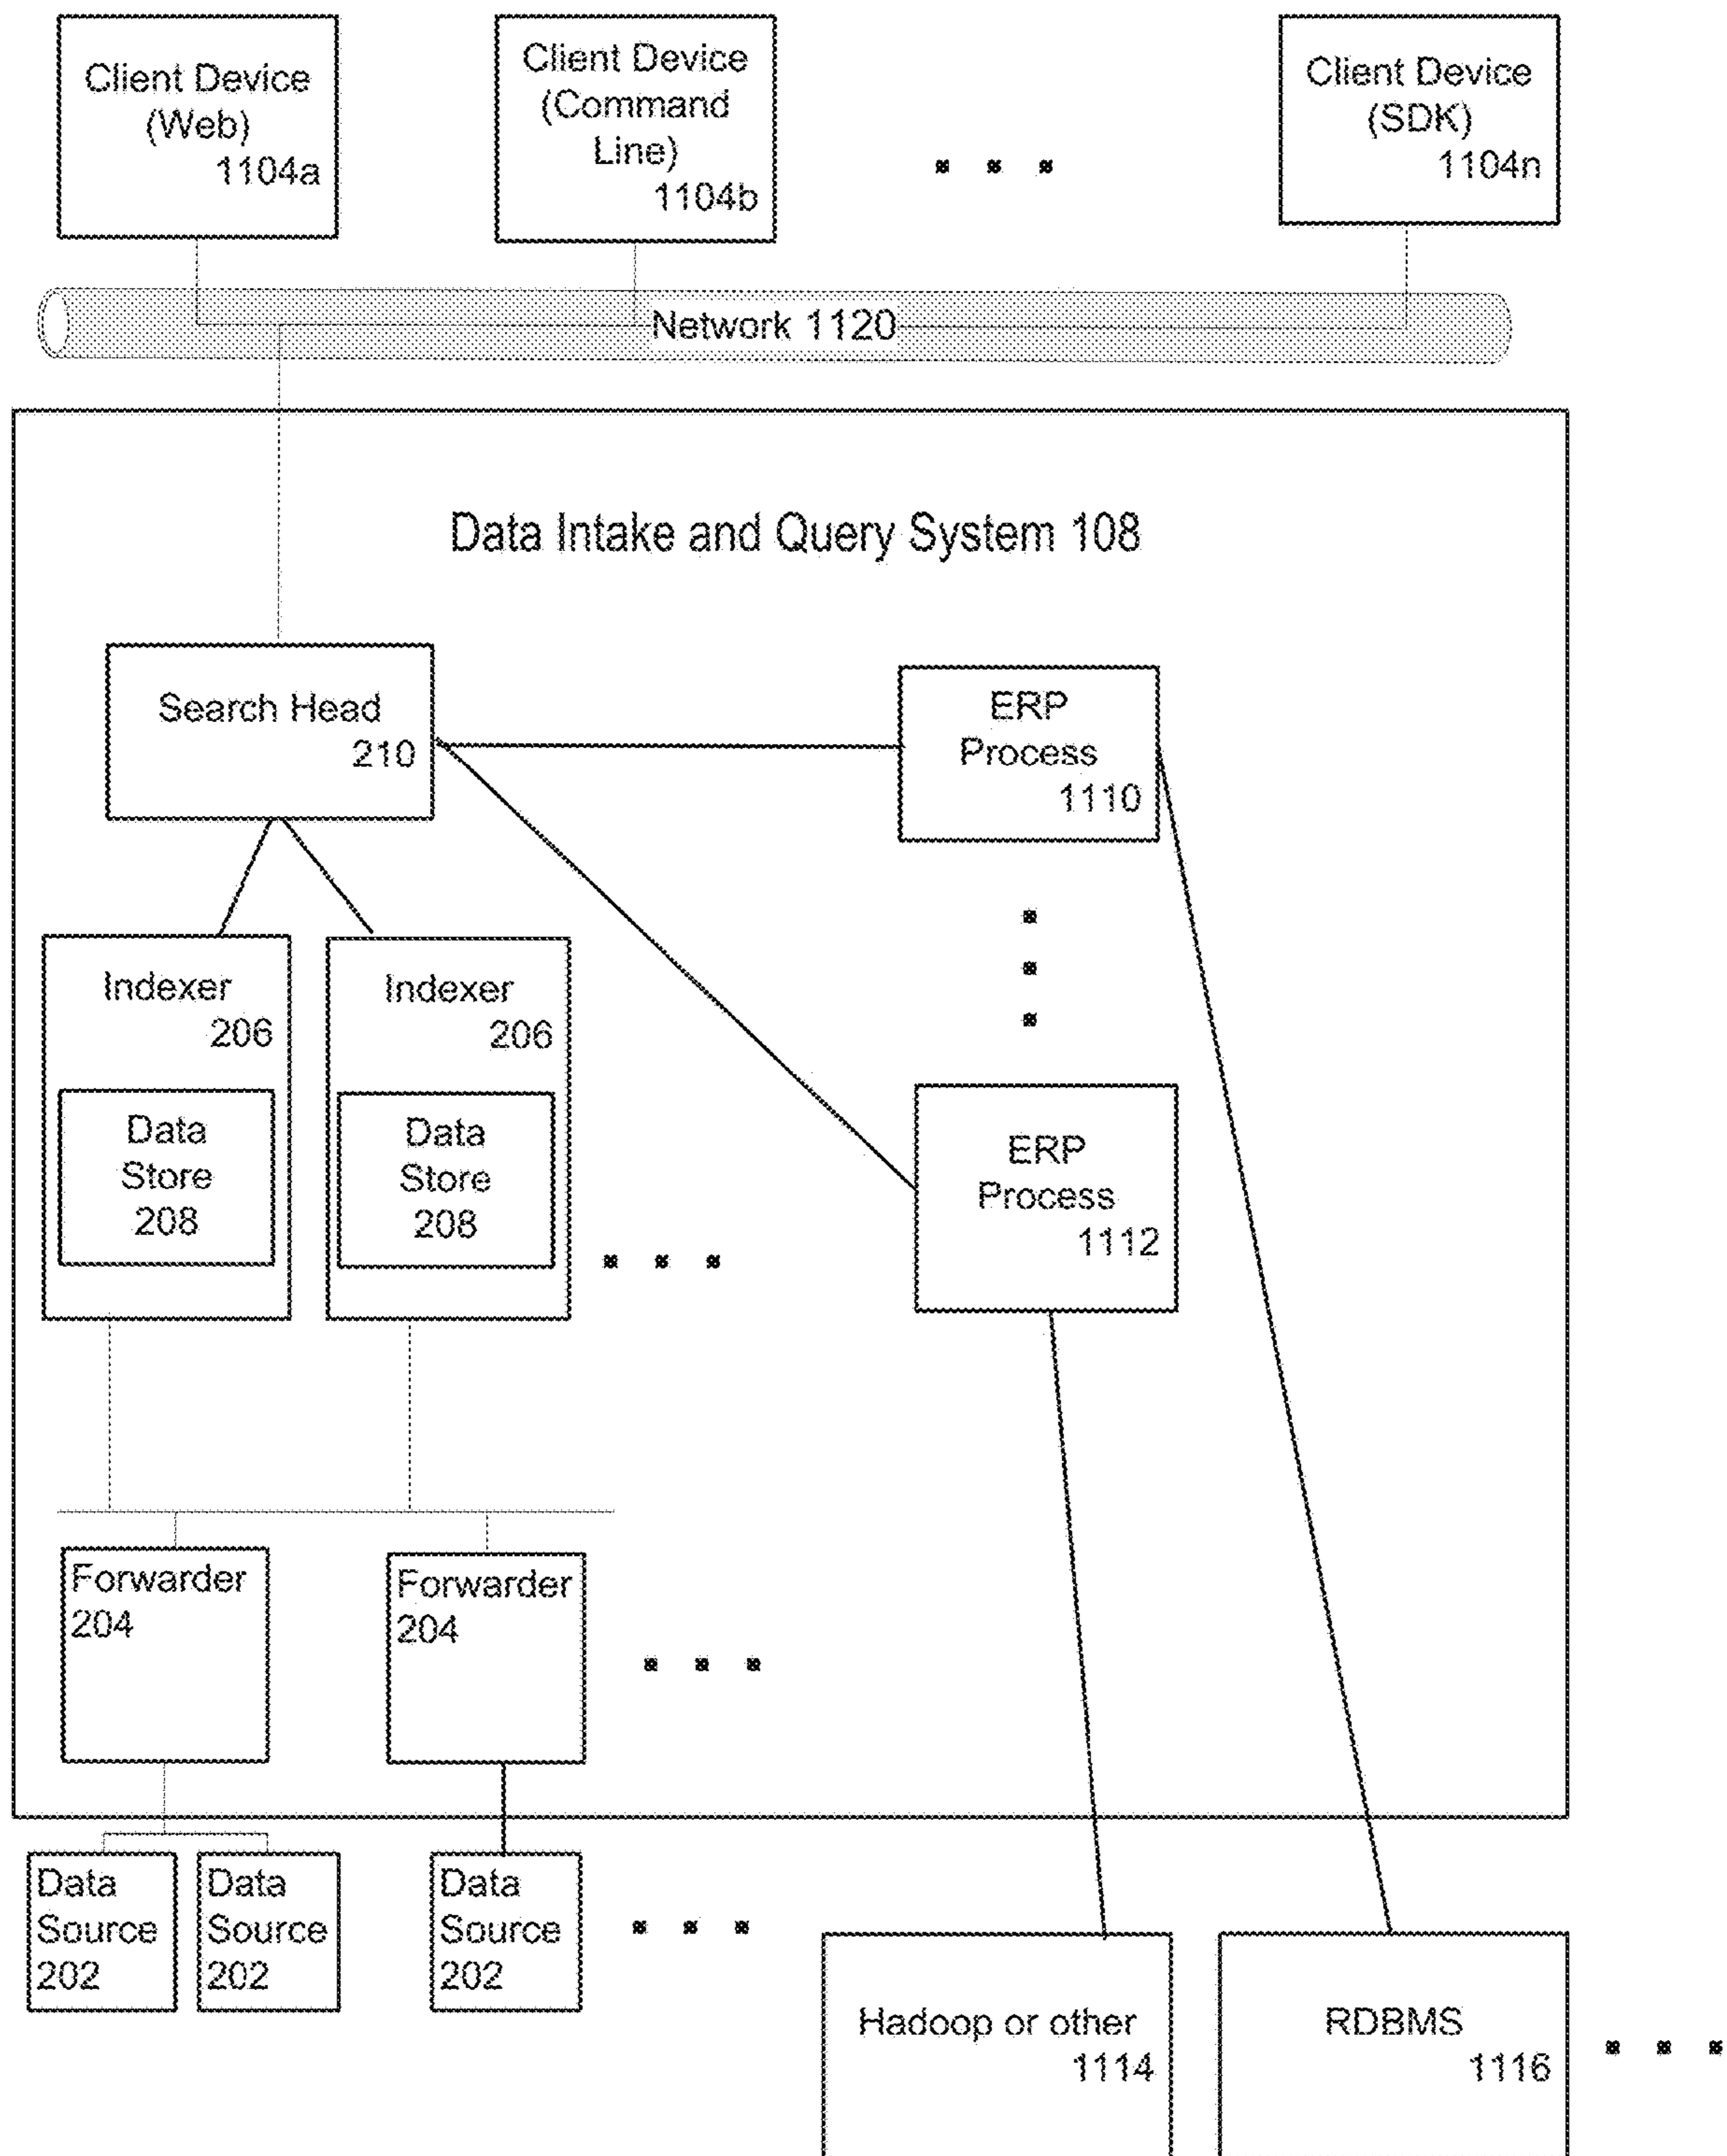 Client Device
(Web)
1104a
Client Device
(Command
Line)
1104b
Client Device
(SDK)
1104n
Network 1120
Data Intake and Query System 108
Search Head
210
ERP
Process
1110
Indexer
206
Data
Store
208
Indexer
206
Data
Store
208
ERP
Process
1112
Forwarder
204
Forwarder
204
Data
Source
202
Data
Source
202
Data
Source
202
Hadoop or other
1114
RDBMS
1116